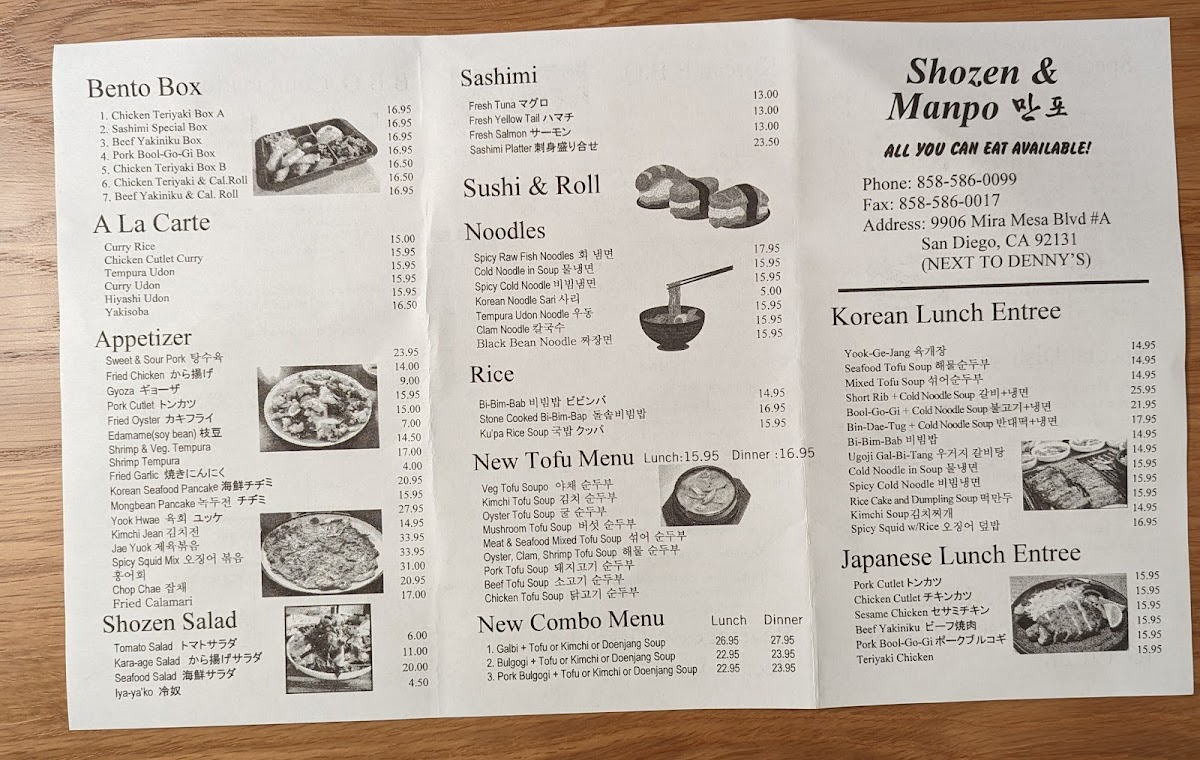 Bento Box
1. Chicken Teriyaki Box A 16.95
2. Sashimi Special Box 16.95
3. Beef Yakiniku Box 16.95
4. Pork Bool-Go-Gi Box 16.95
5. Chicken Teriyaki Box B 16.50
6. Chicken Teriyaki & Cal.Roll 16.50
7. Beef Yakiniku & Cal. Roll 16.95
A La Carte
Curry Rice 15.00
Chicken Cutlet Curry 15.95
Tempura Udon 15.95
Curry Udon 15.95
Hiyashi Udon 15.95
Yakisoba 16.50
Appetizer
Sweet & Sour Pork 탕수육 23.95
Fried Chicken から揚げ 14.00
Gyoza ギョーザ 9.00
Pork Cutlet トンカツ 15.95
Fried Oyster カキフライ 15.00
Edamame(soy bean) 枝豆 7.00
Shrimp & Veg. Tempura 14.50
Shrimp Tempura 17.00
Fried Garlic 焼きにんにく 4.00
Korean Seafood Pancake 海鮮チヂミ 20.95
Mongbean Pancake 녹두전 チヂミ 15.95
Yook Hwae 육회 ユッケ 27.95
Kimchi Jean 김치전 14.95
Jae Yuok 제육볶음 33.95
Spicy Squid Mix 오징어 볶음 33.95
홍어회 31.00
Chop Chae 잡채 20.95
Fried Calamari 17.00
Shozen Salad
Tomato Salad トマトサラダ 6.00
Kara-age Salad から揚げサラダ 11.00
Seafood Salad 海鮮サラダ 20.00
Iya-ya'ko 冷奴 4.50
Sashimi
Fresh Tuna マグロ 13.00
Fresh Yellow Tail ハマチ 13.00
Fresh Salmon サーモン 13.00
Sashimi Platter 刺身盛り合せ 23.50
Sushi & Roll
Noodles
Spicy Raw Fish Noodles 회 냄면 17.95
Cold Noodle in Soup 물냉면 15.95
Spicy Cold Noodle 비빔냄면 15.95
Korean Noodle Sari 사리 5.00
Tempura Udon Noodle 우동 15.95
Clam Noodle 칼국수 15.95
Black Bean Noodle 짜장면 15.95
Rice
Bi-Bim-Bab 비빔밥 ビビンバ 14.95
Stone Cooked Bi-Bim-Bap 돌솥비빔밥 16.95
Ku'pa Rice Soup 국밥 クッパ 15.95
New Tofu Menu Lunch:15.95 Dinner :16.95
Veg Tofu Soupo 야채 순두부
Kimchi Tofu Soup 김치 순두부
Oyster Tofu Soup 굴 순두부
Mushroom Tofu Soup 버섯 순두부
Meat & Seafood Mixed Tofu Soup 섞어 순두부
Oyster, Clam, Shrimp Tofu Soup 해물 순두부
Pork Tofu Soup 돼지고기 순두부
Beef Tofu Soup 소고기 순두부
Chicken Tofu Soup 닭고기 순두부
New Combo Menu Lunch Dinner
1. Galbi + Tofu or Kimchi or Doenjang Soup 26.95 27.95
2. Bulgogi + Tofu or Kimchi or Doenjang Soup 22.95 23.95
3. Pork Bulgogi + Tofu or Kimchi or Doenjang Soup 22.95 23.95
Shozen &
Manpo 만포
ALL YOU CAN EAT AVAILABLE!
Phone: 858-586-0099
Fax: 858-586-0017
Address: 9906 Mira Mesa Blvd #A
San Diego, CA 92131
(NEXT TO DENNY'S)
Korean Lunch Entree
Yook-Ge-Jang 육개장 14.95
Seafood Tofu Soup 해물순두부 14.95
Mixed Tofu Soup 섞어순두부 14.95
Short Rib + Cold Noodle Soup 갈비+냉면 25.95
Bool-Go-Gi + Cold Noodle Soup 불고기+냉면 21.95
Bin-Dae-Tug + Cold Noodle Soup 반대떡+냉면 17.95
Bi-Bim-Bab 비빔밥 14.95
Ugoji Gal-Bi-Tang 우거지 갈비탕 14.95
Cold Noodle in Soup 물냉면 15.95
Spicy Cold Noodle 비빔냉면 15.95
Rice Cake and Dumpling Soup 떡만두 15.95
Kimchi Soup 김치찌개 14.95
Spicy Squid w/Rice 오징어 덮밥 16.95
Japanese Lunch Entree
Pork Cutlet トンカツ 15.95
Chicken Cutlet チキンカツ 15.95
Sesame Chicken セサミチキン 15.95
Beef Yakiniku ビーフ焼肉 15.95
Pork Bool-Go-Gi ポークプルコギ 15.95
Teriyaki Chicken 15.95